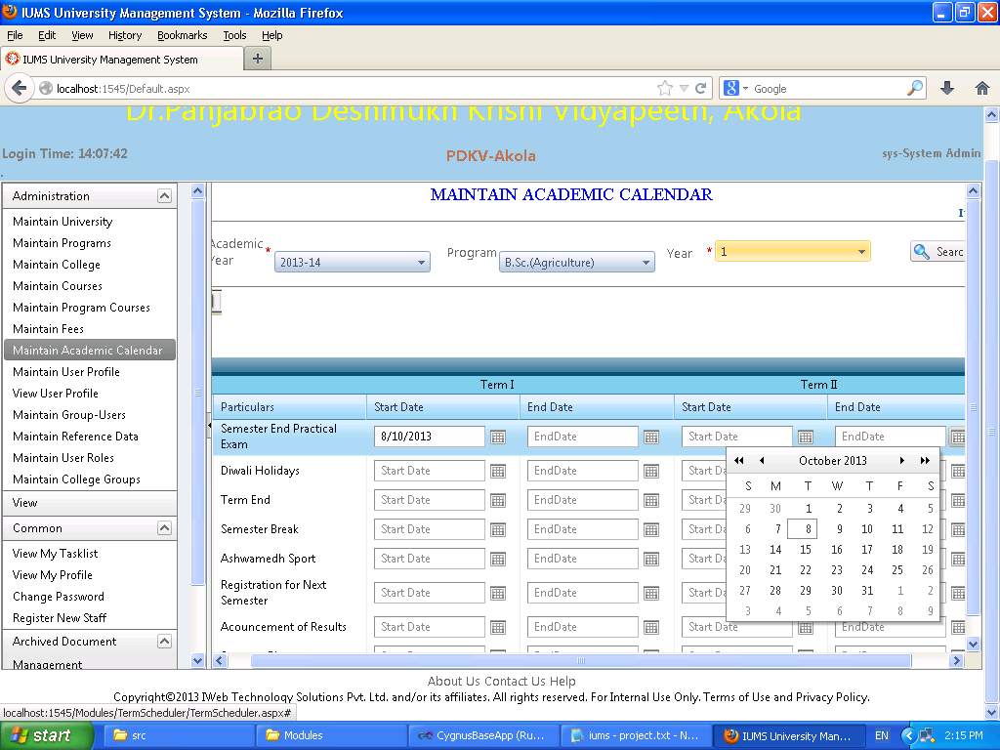 IUMS University Management System - Mozilla Firefox
File Edit View History Bookmarks Tools Help
IUMS University Management System
localhost:1545/Default.aspx
Google
Dr.Panjabrao Deshmukh Krishi Vidyapeeth, Akola
Login Time: 14:07:42
PDKV-Akola
sys-System Admin
Administration
Maintain University
Maintain Programs
Maintain College
Maintain Courses
Maintain Program Courses
Maintain Fees
Maintain Academic Calendar
Maintain User Profile
View User Profile
Maintain Group-Users
Maintain Reference Data
Maintain User Roles
Maintain College Groups
View
Common
View My Tasklist
View My Profile
Change Password
Register New Staff
Archived Document
Management
MAINTAIN ACADEMIC CALENDAR
Academic Year * 2013-14 Program B.Sc.(Agriculture) Year * 1 Searc
Term I Term II
Particulars Start Date End Date Start Date End Date
Semester End Practical Exam 8/10/2013 EndDate Start Date EndDate
Diwali Holidays Start Date EndDate Start Da
Term End Start Date EndDate Start Da
Semester Break Start Date EndDate Start Da
Ashwamedh Sport Start Date EndDate Start Da
Registration for Next Semester Start Date EndDate Start Da
Acouncement of Results Start Date EndDate Start Date EndDate
October 2013
S M T W T F S
29 30 1 2 3 4 5
6 7 8 9 10 11 12
13 14 15 16 17 18 19
20 21 22 23 24 25 26
27 28 29 30 31 1 2
3 4 5 6 7 8 9
About Us Contact Us Help
Copyright©2013 IWeb Technology Solutions Pvt. Ltd. and/or its affiliates. All rights reserved. For Internal Use Only. Terms of Use and Privacy Policy.
localhost:1545/Modules/TermScheduler/TermScheduler.aspx#
start src Modules CygnusBaseApp (Ru... iums - project.txt - N... IUMS University Man... EN 2:15 PM